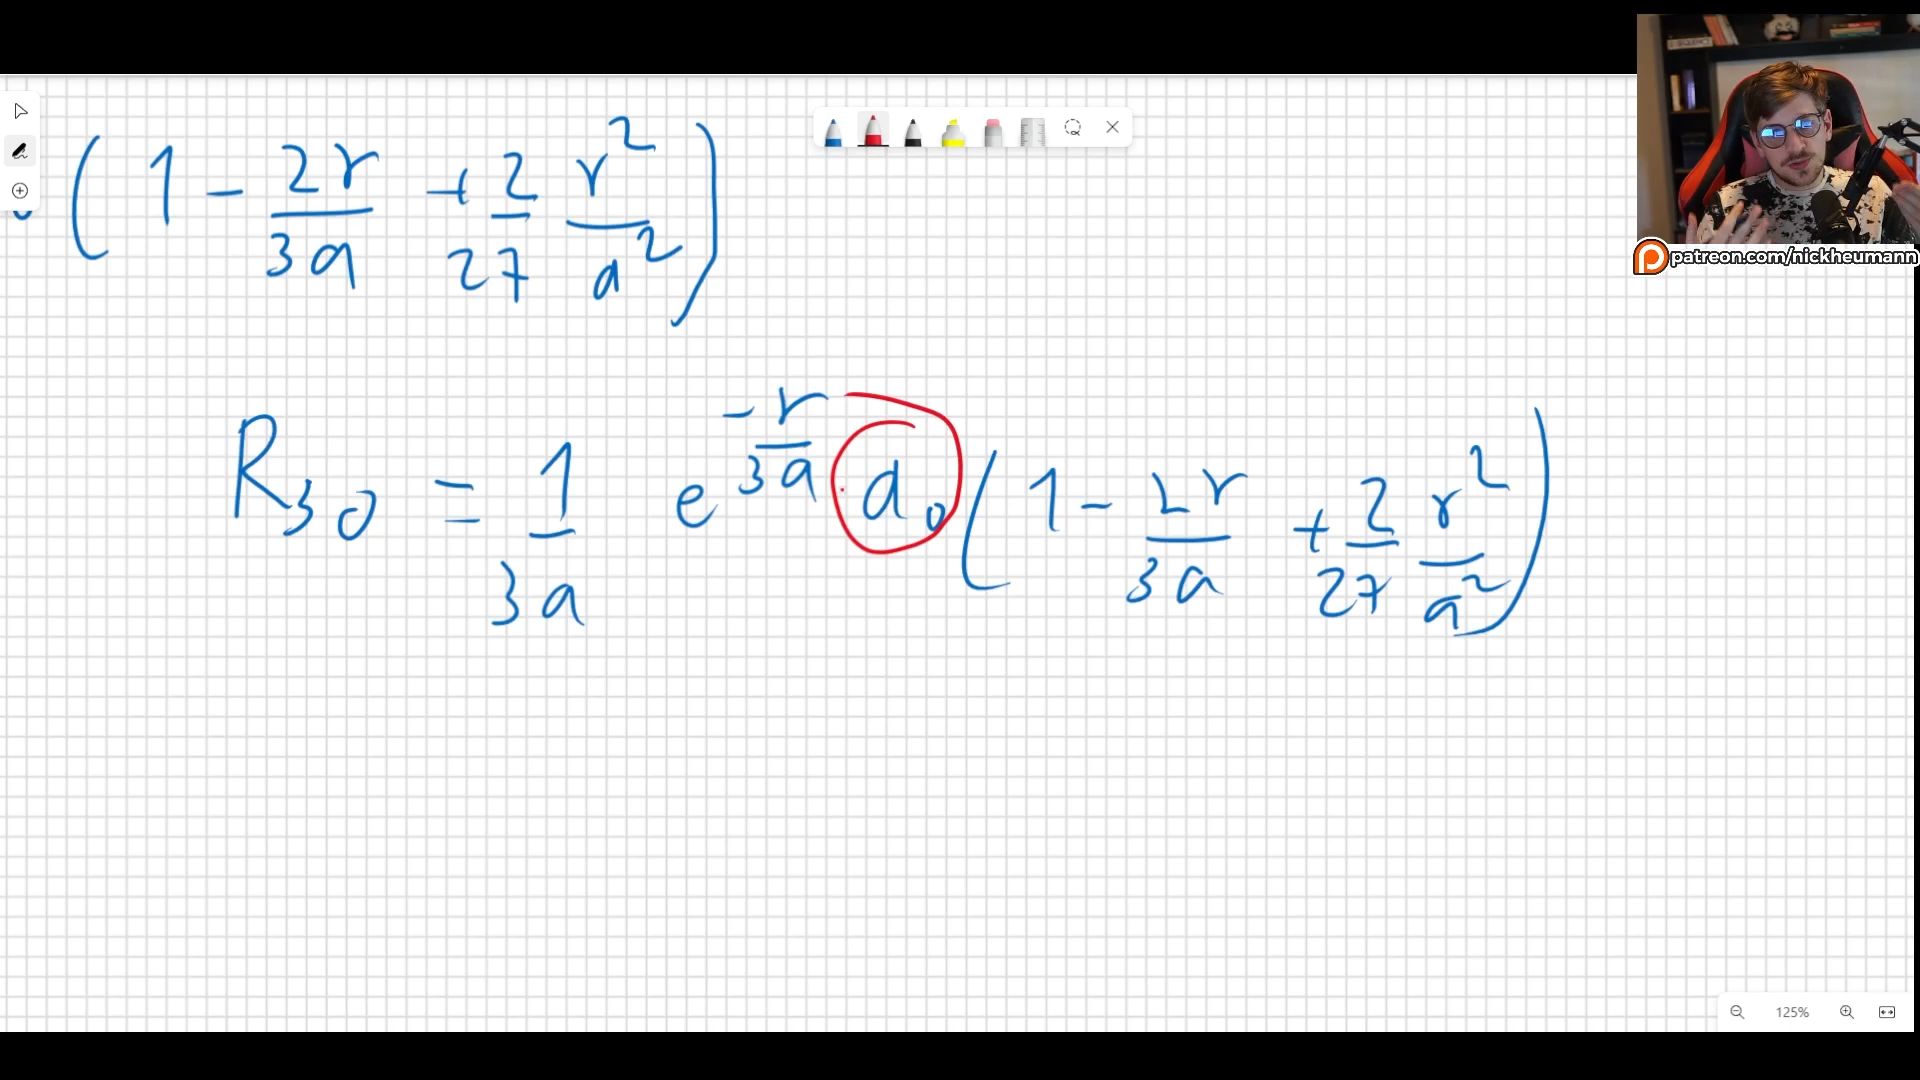 ( 1 - 2r/3a + 2/27 r²/a² )
R₃₀ = 1/3a e^(-r/3a) a₀ ( 1 - 2r/3a + 2/27 r²/a² )
patreon.com/nickheumann
125%